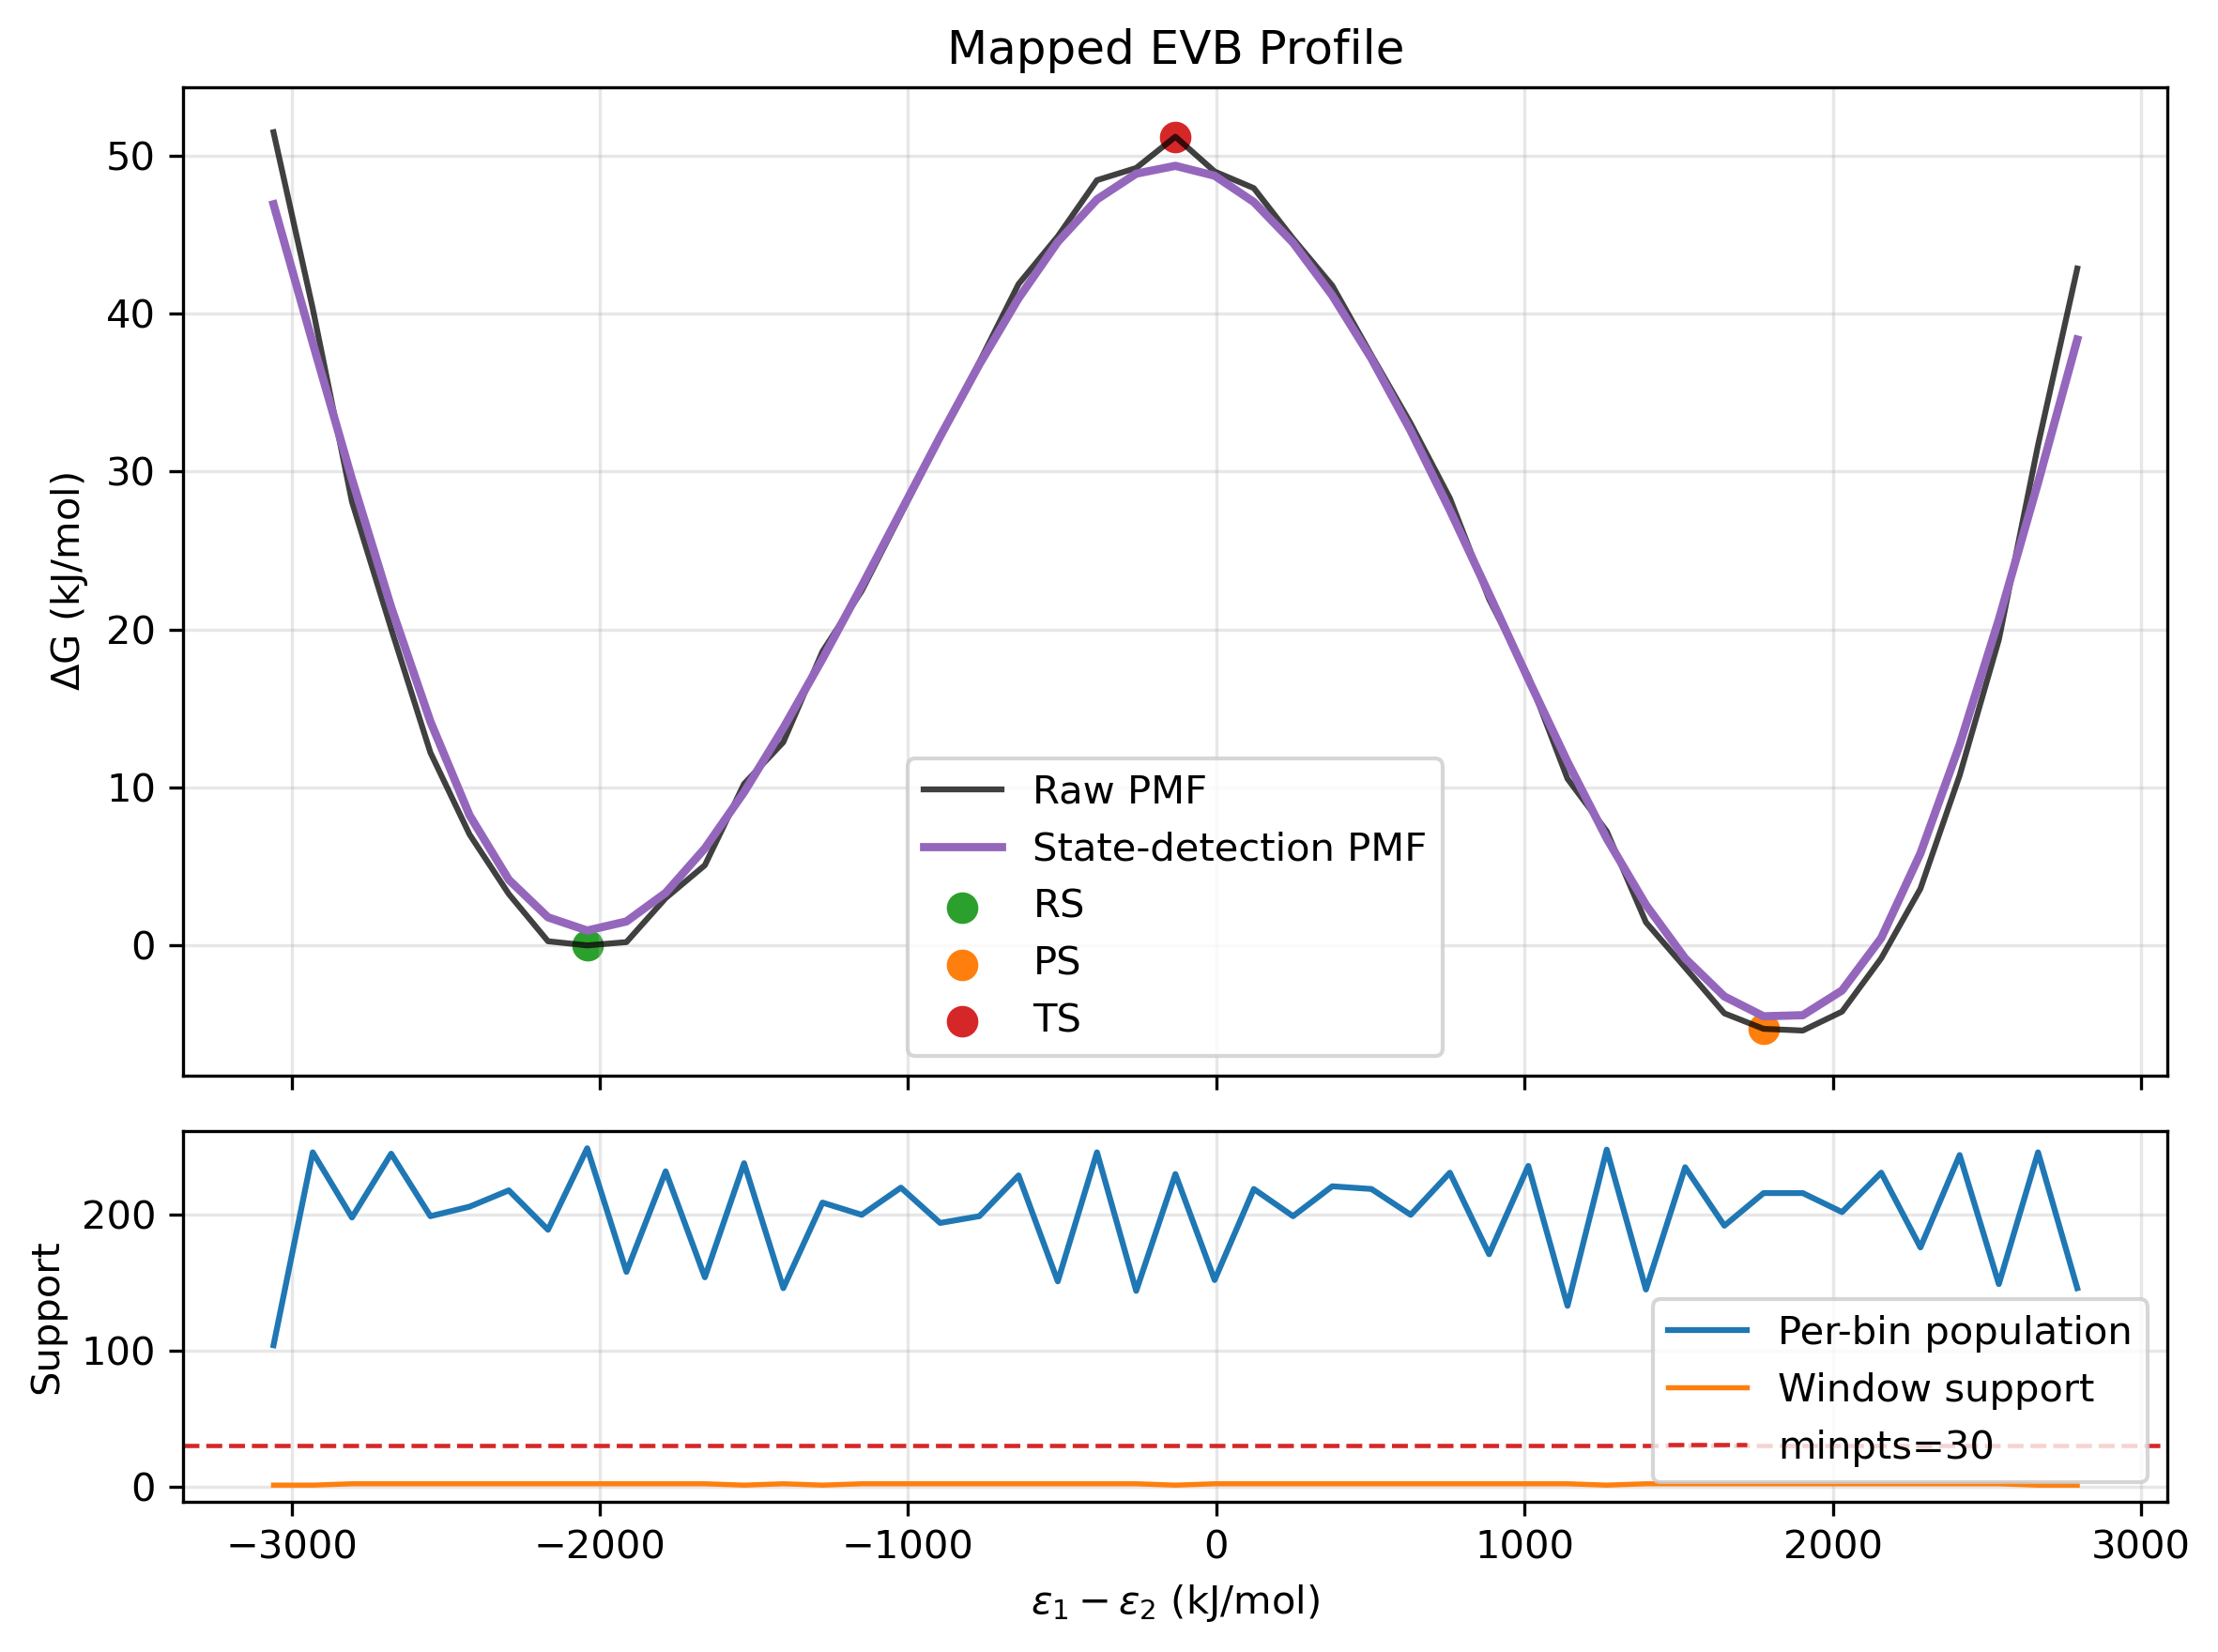 Mapped EVB Profile
ΔG (kJ/mol)
50
40
30
20
10
0
Raw PMF
State-detection PMF
RS
PS
TS
Support
200
100
0
Per-bin population
Window support
minpts=30
−3000 −2000 −1000 0 1000 2000 3000
ε₁ − ε₂ (kJ/mol)